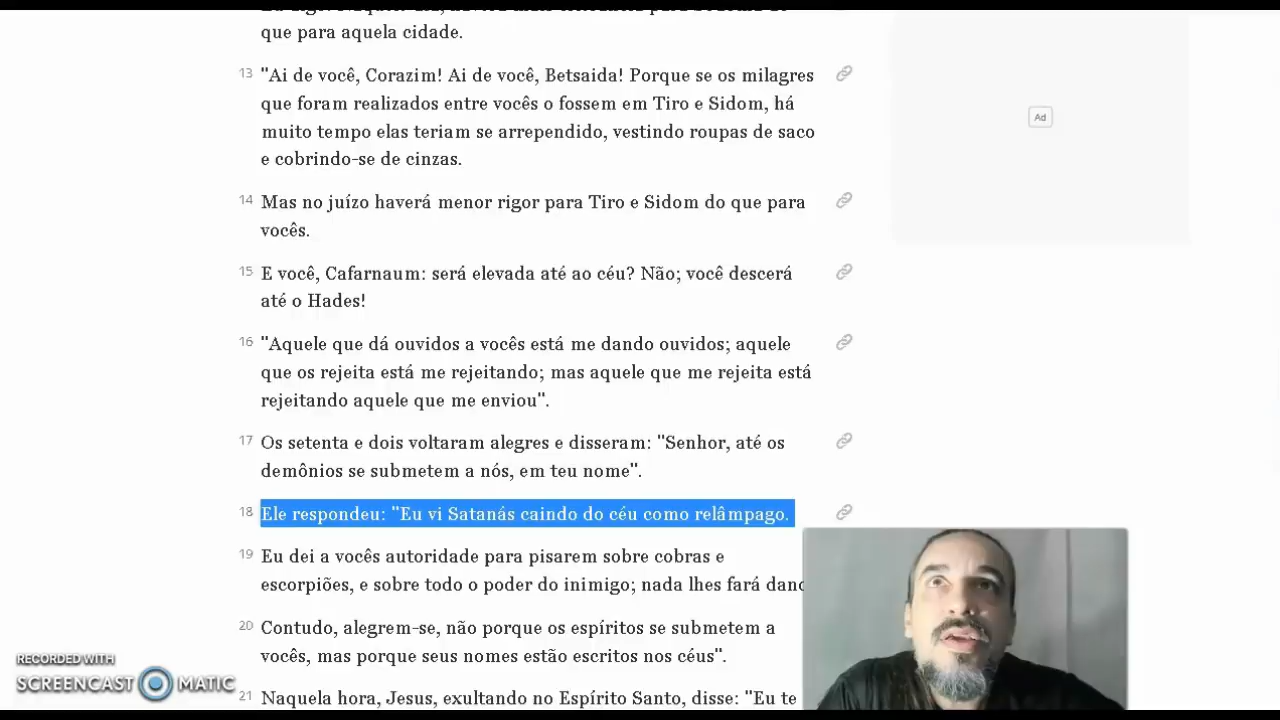 que para aquela cidade.
13 "Ai de você, Corazim! Ai de você, Betsaida! Porque se os milagres
que foram realizados entre vocês o fossem em Tiro e Sidom, há
muito tempo elas teriam se arrependido, vestindo roupas de saco
e cobrindo-se de cinzas.
14 Mas no juízo haverá menor rigor para Tiro e Sidom do que para
vocês.
15 E você, Cafarnaum: será elevada até ao céu? Não; você descerá
até o Hades!
16 "Aquele que dá ouvidos a vocês está me dando ouvidos; aquele
que os rejeita está me rejeitando; mas aquele que me rejeita está
rejeitando aquele que me enviou".
17 Os setenta e dois voltaram alegres e disseram: "Senhor, até os
demônios se submetem a nós, em teu nome".
18 Ele respondeu: "Eu vi Satanás caindo do céu como relâmpago.
19 Eu dei a vocês autoridade para pisarem sobre cobras e
escorpiões, e sobre todo o poder do inimigo; nada lhes fará
20 Contudo, alegrem-se, não porque os espíritos se submetem a
vocês, mas porque seus nomes estão escritos nos céus".
21 Naquela hora, Jesus, exultando no Espírito Santo, disse: "Eu te
Ad
RECORDED WITH
SCREENCAST MATIC